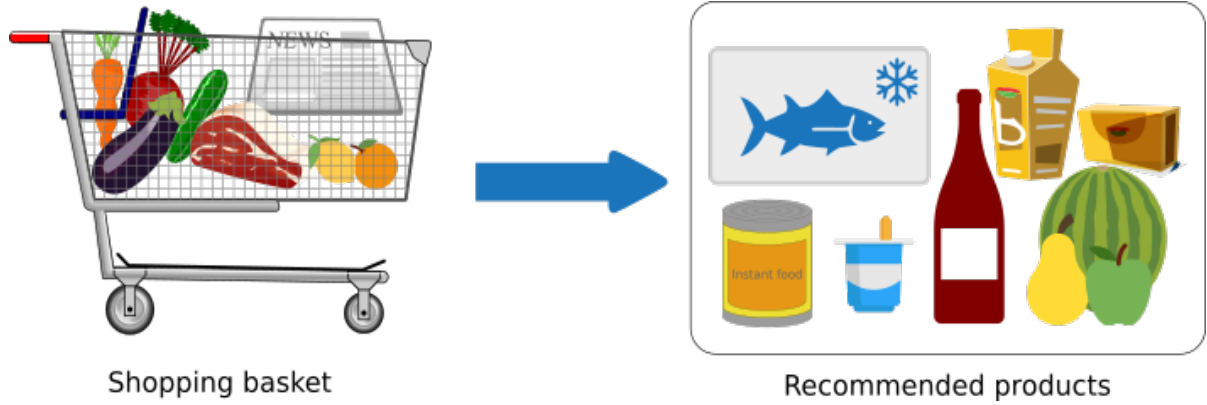 NEWS
b
Instant food
Shopping basket
Recommended products